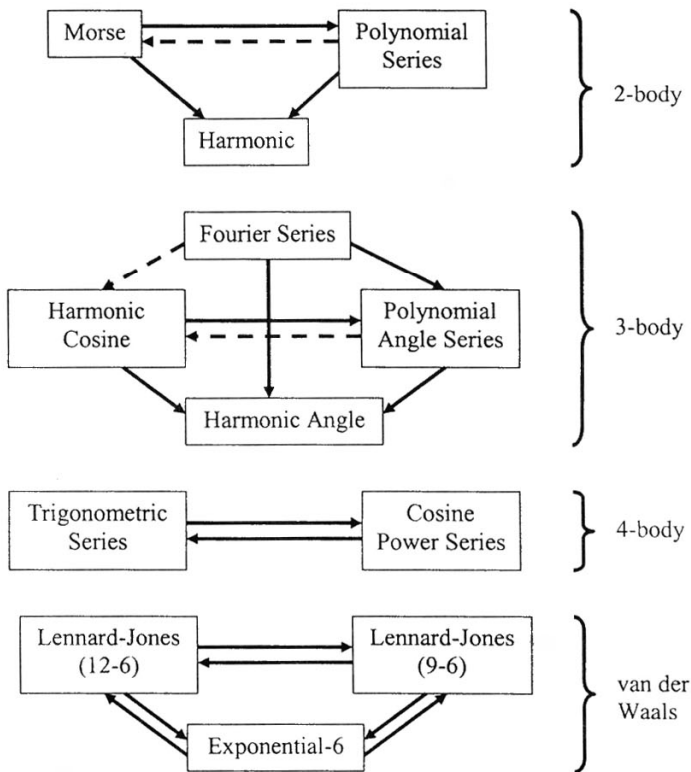 Morse
Polynomial
Series
Harmonic
2-body
Fourier Series
Harmonic
Cosine
Polynomial
Angle Series
Harmonic Angle
3-body
Trigonometric
Series
Cosine
Power Series
4-body
Lennard-Jones
(12-6)
Lennard-Jones
(9-6)
Exponential-6
van der
Waals